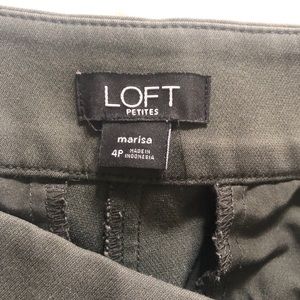 LOFT
PETITES
marisa
4P MADE IN
INDONESIA